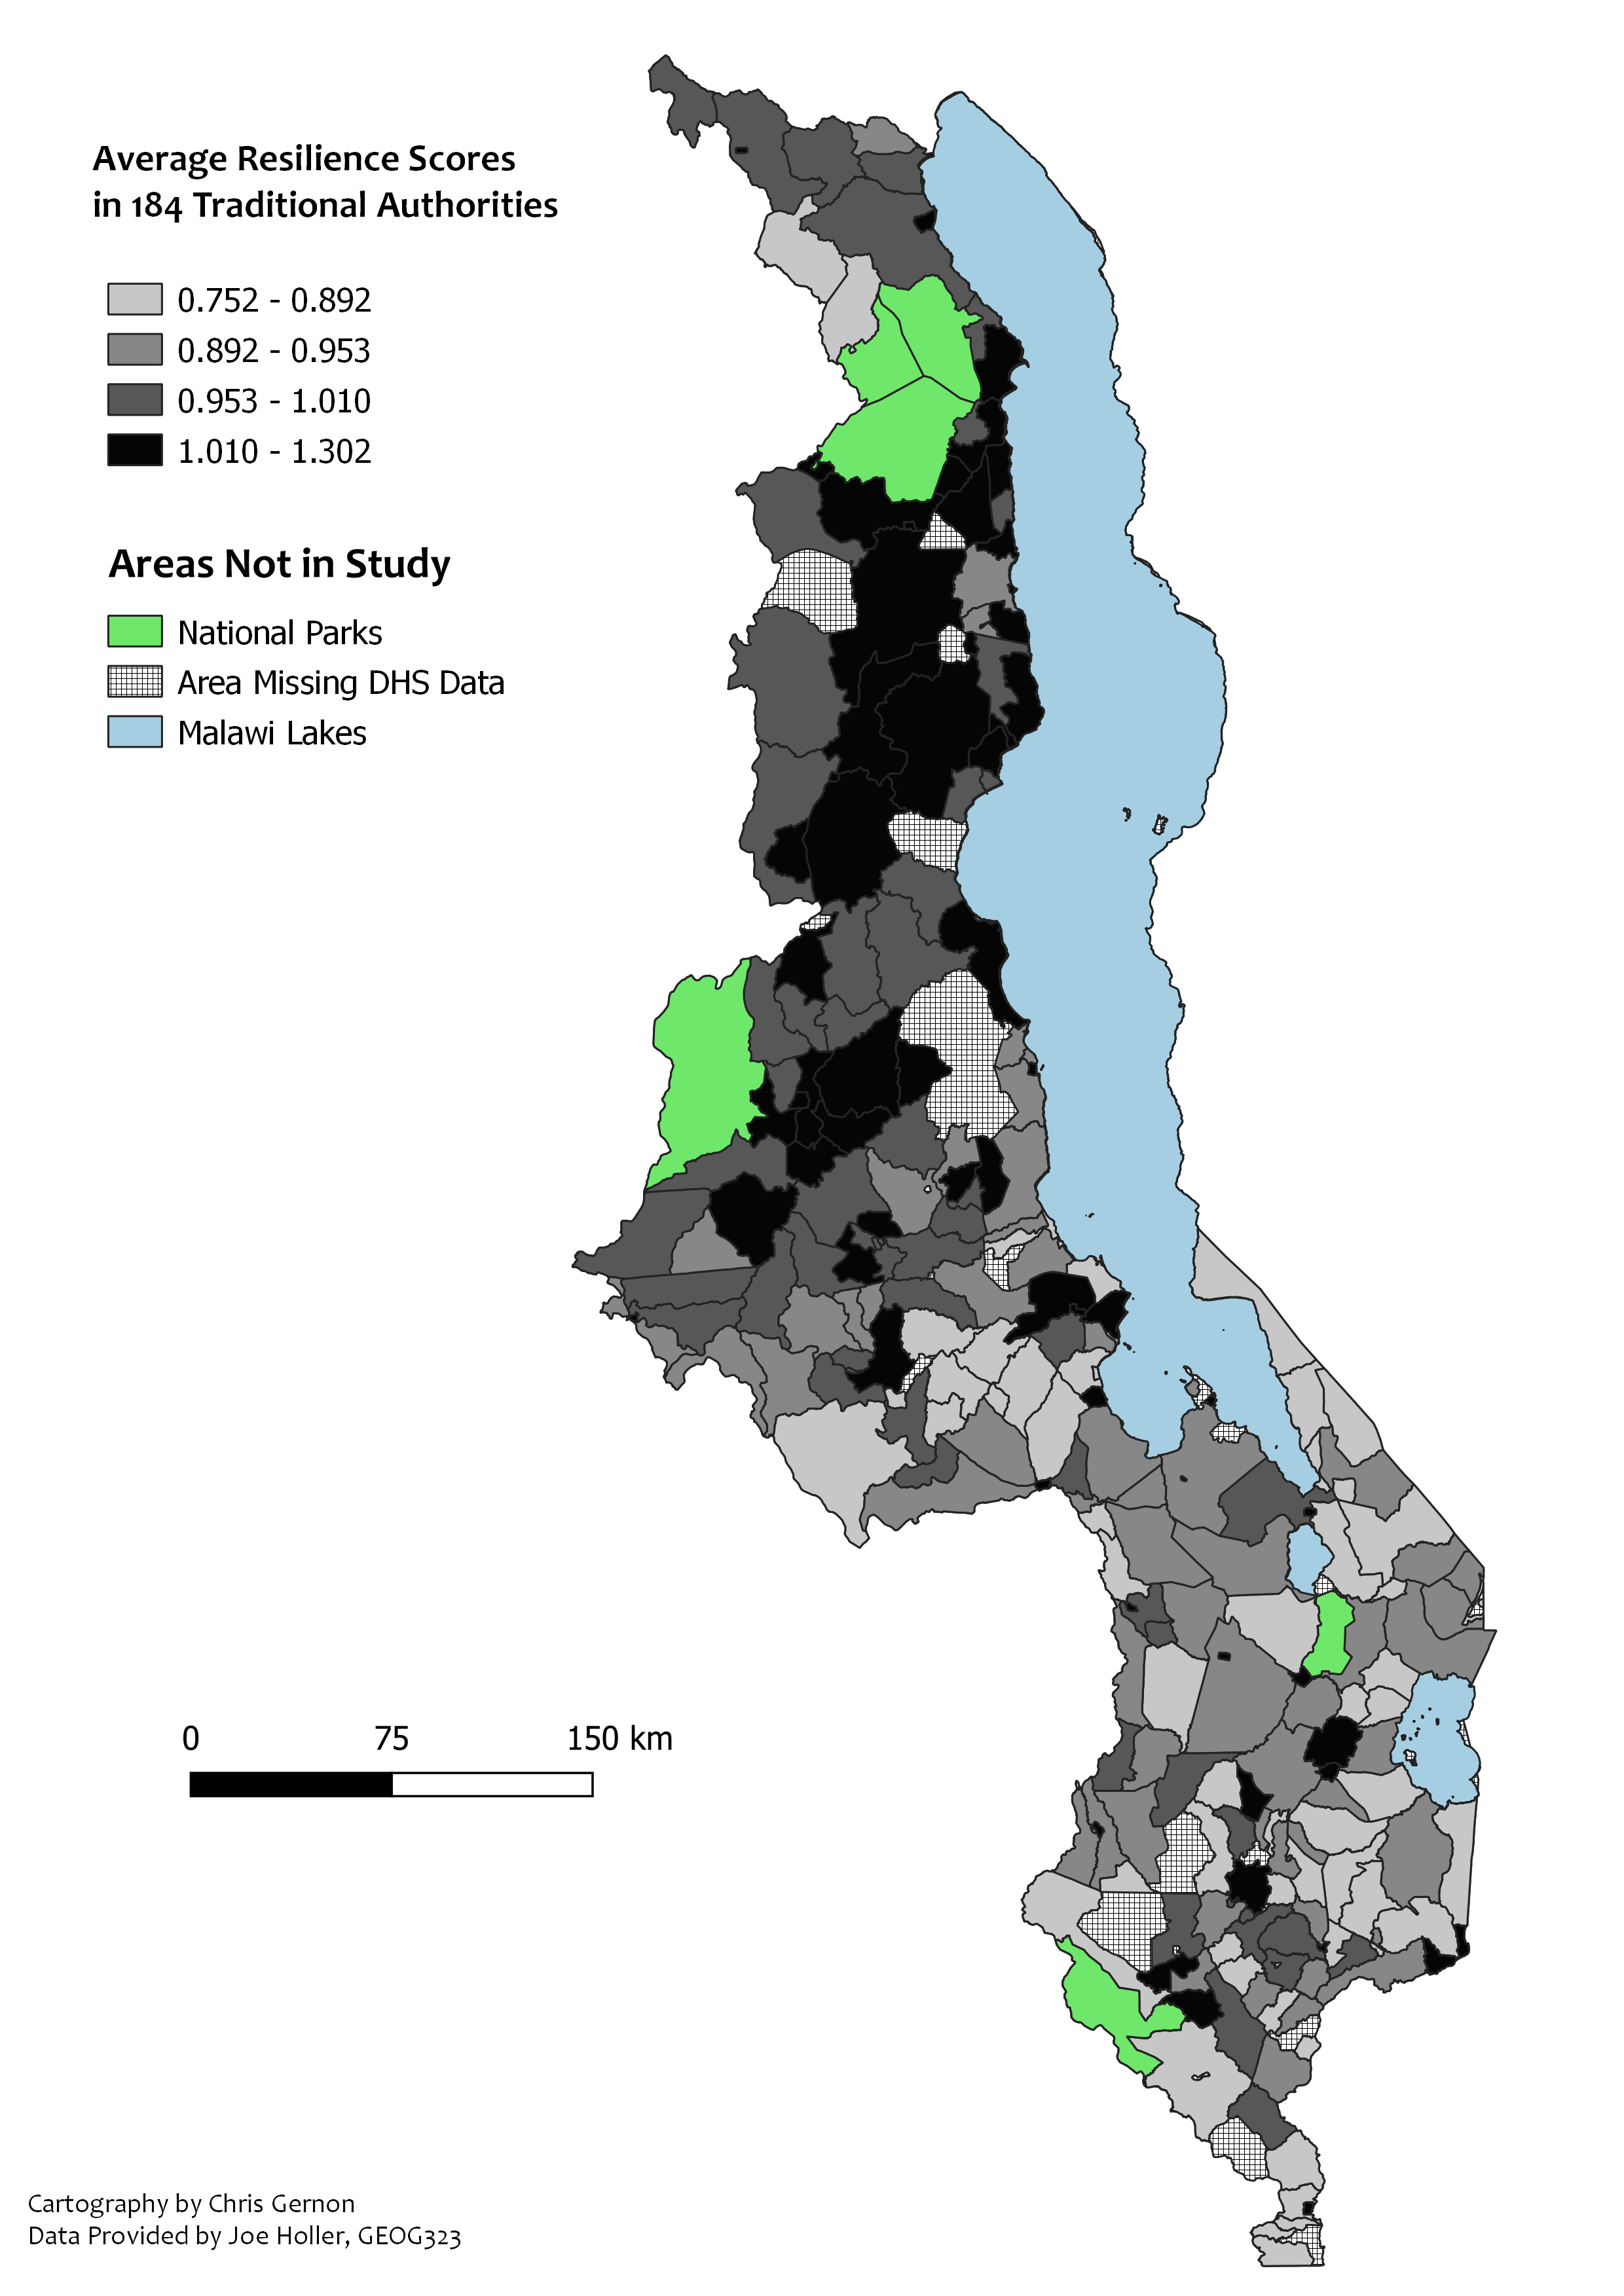 Average Resilience Scores
in 184 Traditional Authorities
0.752 - 0.892
0.892 - 0.953
0.953 - 1.010
1.010 - 1.302
Areas Not in Study
National Parks
Area Missing DHS Data
Malawi Lakes
0 75 150 km
Cartography by Chris Gernon
Data Provided by Joe Holler, GEOG323